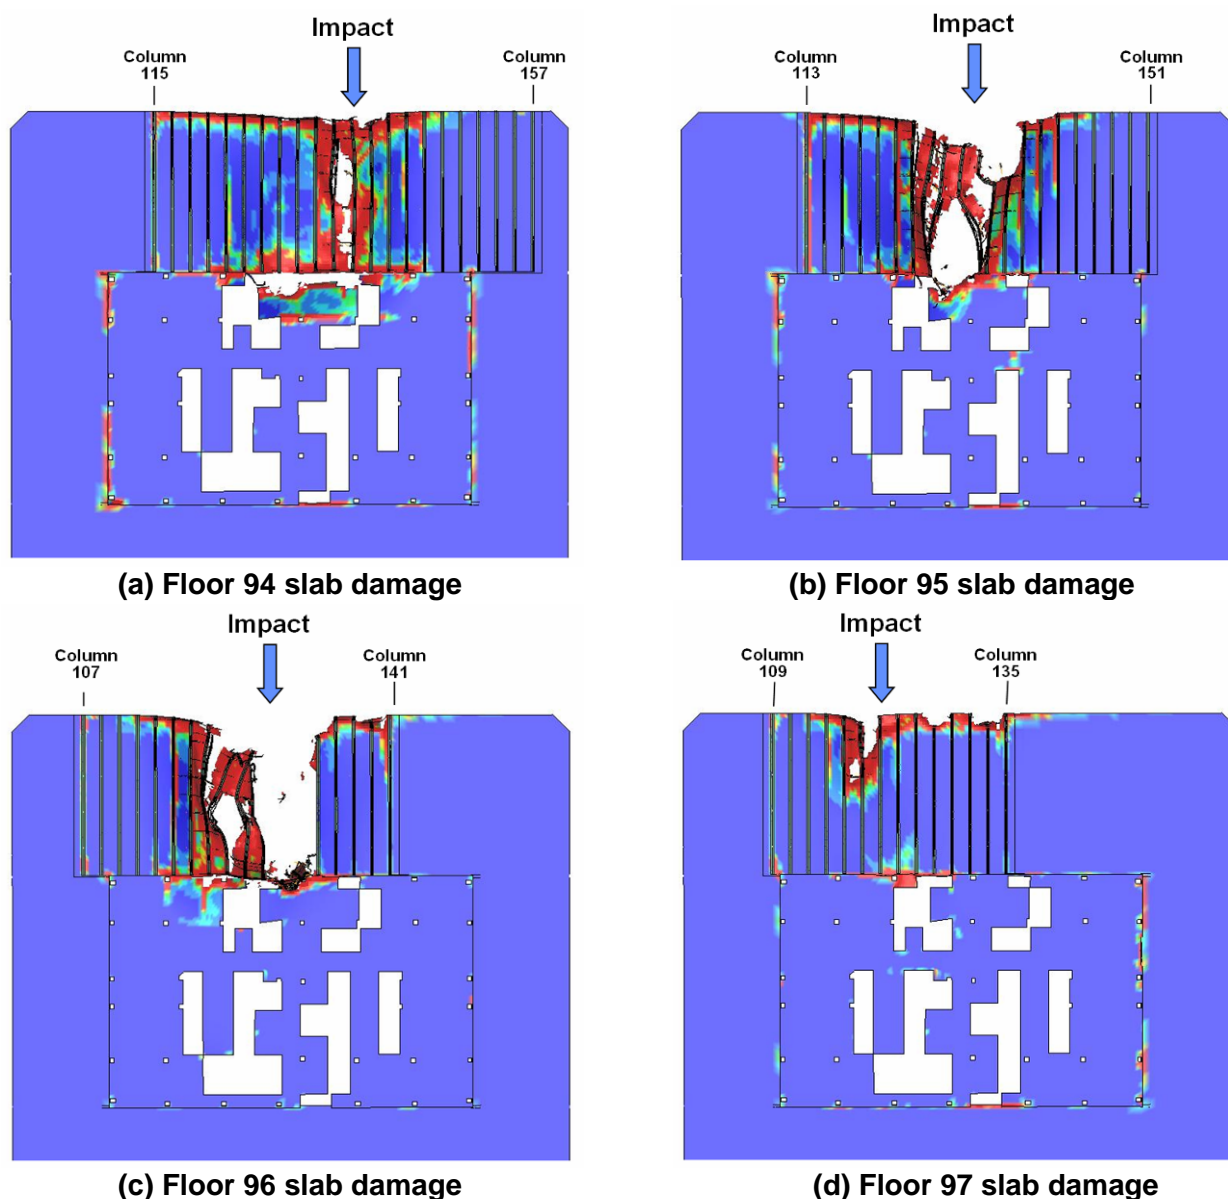 Impact
Column
115
Column
157
(a) Floor 94 slab damage
Impact
Column
113
Column
151
(b) Floor 95 slab damage
Impact
Column
107
Column
141
(c) Floor 96 slab damage
Impact
Column
109
Column
135
(d) Floor 97 slab damage